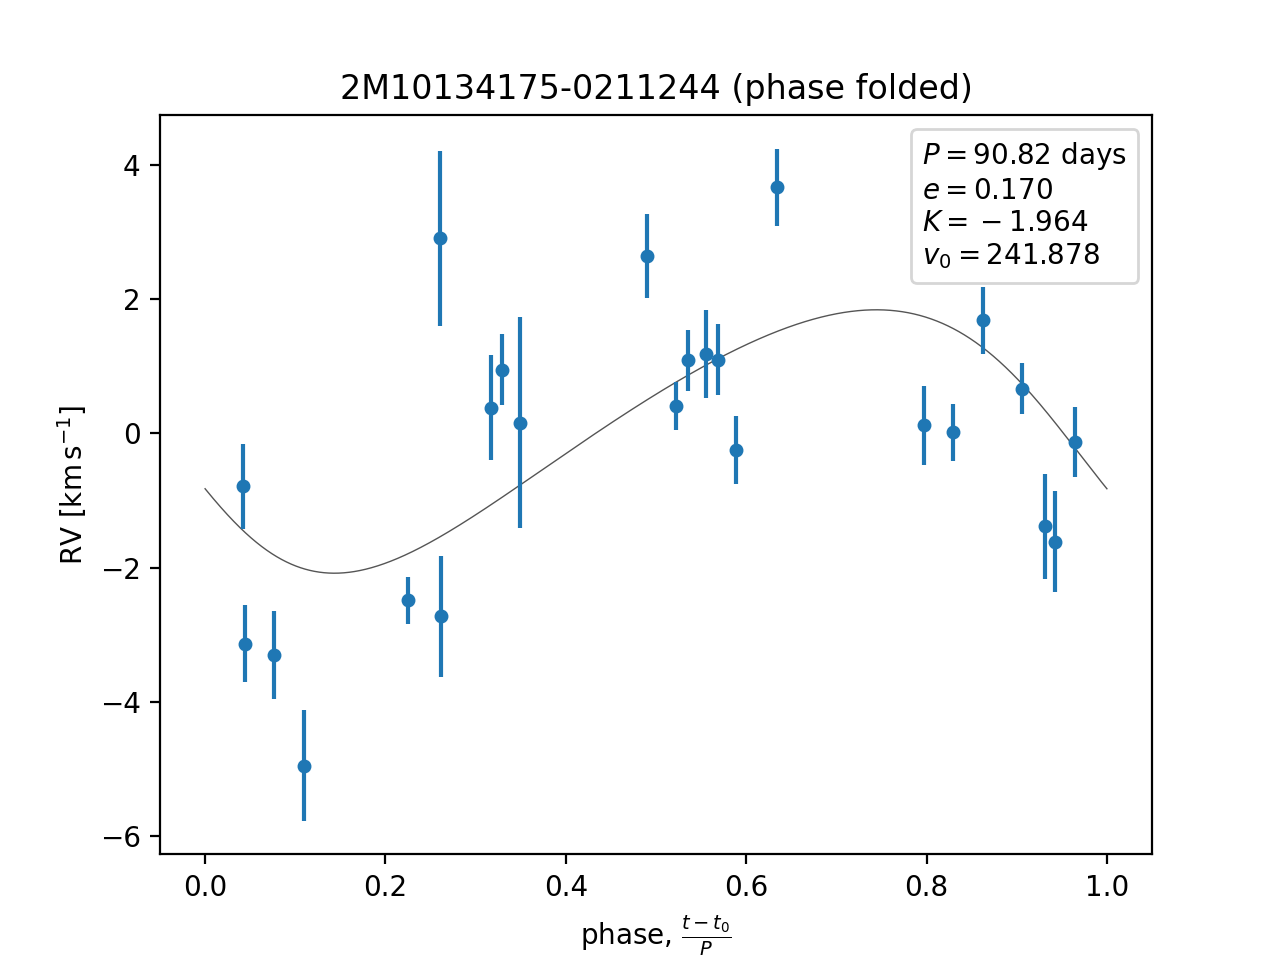 2M10134175-0211244 (phase folded)
P = 90.82 days
e = 0.170
K = −1.964
v₀ = 241.878
4
2
0
−2
−4
−6
RV [km s⁻¹]
0.0 0.2 0.4 0.6 0.8 1.0
phase, (t − t₀)/P